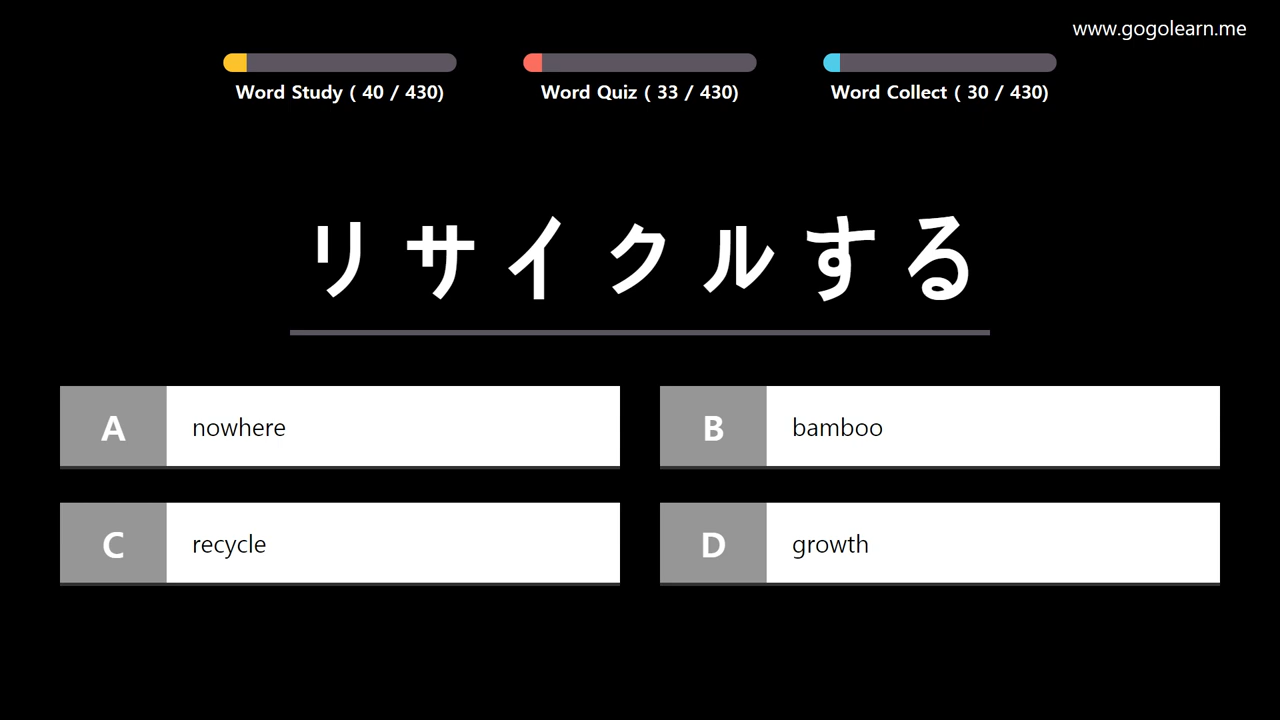 www.gogolearn.me
Word Study ( 40 / 430)
Word Quiz ( 33 / 430)
Word Collect ( 30 / 430)
リサイクルする
A nowhere
B bamboo
C recycle
D growth